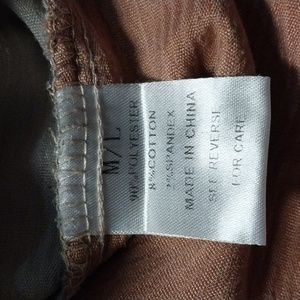 M/L
90%POLYESTER
8%COTTON
2%SPANDEX
MADE IN CHINA
SEE REVERSE
FOR CARE